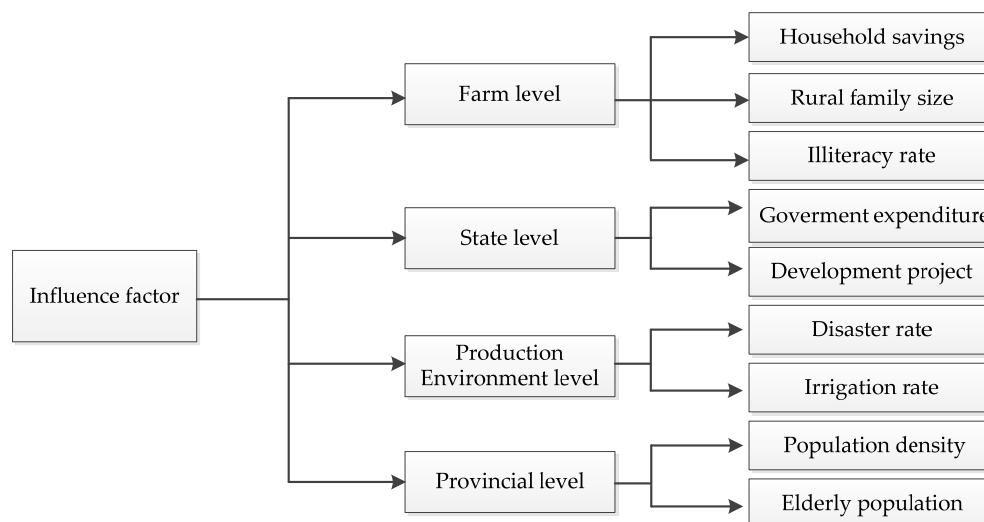 Influence factor
Farm level
Household savings
Rural family size
Illiteracy rate
State level
Goverment expenditure
Development project
Production
Environment level
Disaster rate
Irrigation rate
Provincial level
Population density
Elderly population